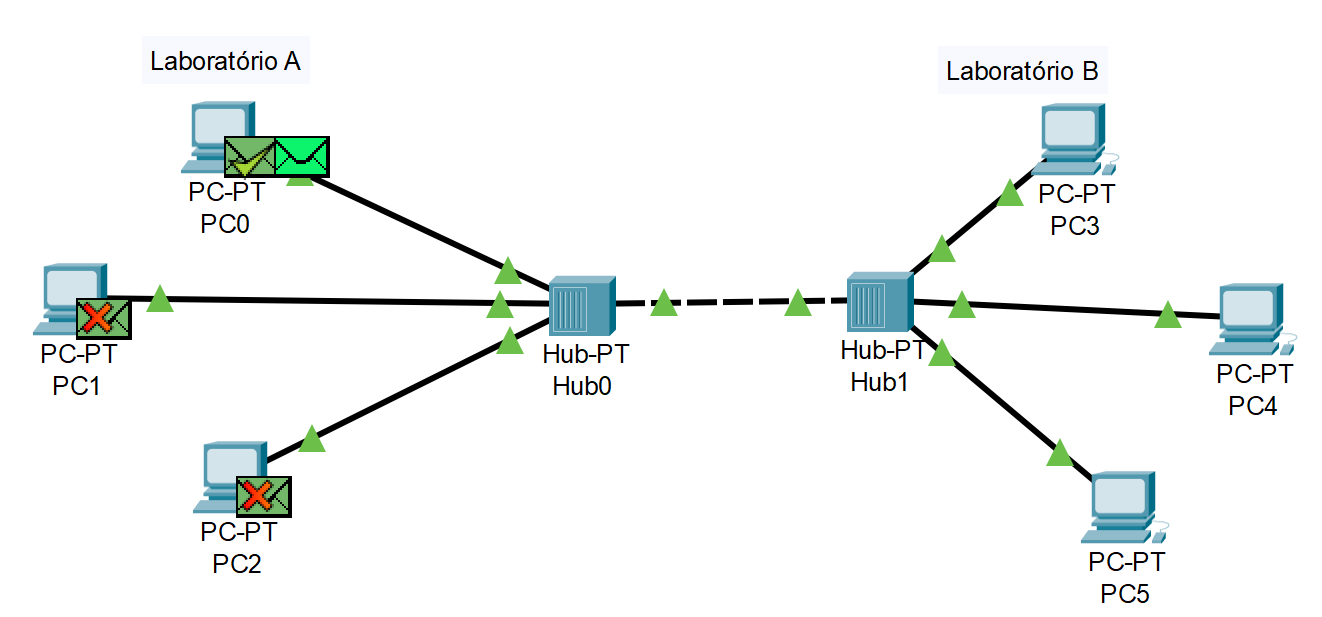 Laboratório A
Laboratório B
PC-PT
PC0
PC-PT
PC3
PC-PT
PC1
Hub-PT
Hub0
Hub-PT
Hub1
PC-PT
PC4
PC-PT
PC2
PC-PT
PC5